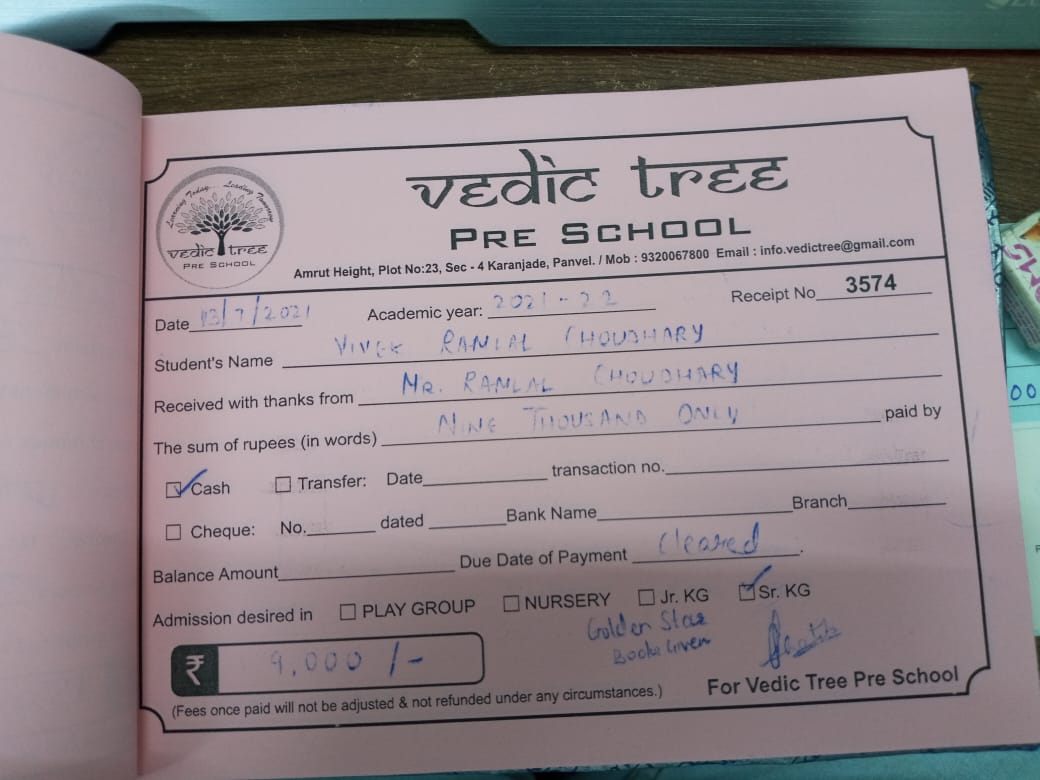 Learning Today... Leading Tomorrow
vedic tree
PRE SCHOOL
vedic tree
PRE SCHOOL
Amrut Height, Plot No:23, Sec - 4 Karanjade, Panvel. / Mob : 9320067800 Email : info.vedictree@gmail.com
Date 13/7/2021 Academic year: 2021-22 Receipt No 3574
Student's Name VIVEK RAMLAL CHOUDHARY
Received with thanks from MR. RAMLAL CHOUDHARY
The sum of rupees (in words) NINE THOUSAND ONLY paid by
Cash Transfer: Date transaction no.
Cheque: No. dated Bank Name Branch
Balance Amount Due Date of Payment Cleared.
Admission desired in PLAY GROUP NURSERY Jr. KG Sr. KG
Golden Star
Books Given
₹ 9,000/-
(Fees once paid will not be adjusted & not refunded under any circumstances.) For Vedic Tree Pre School
00